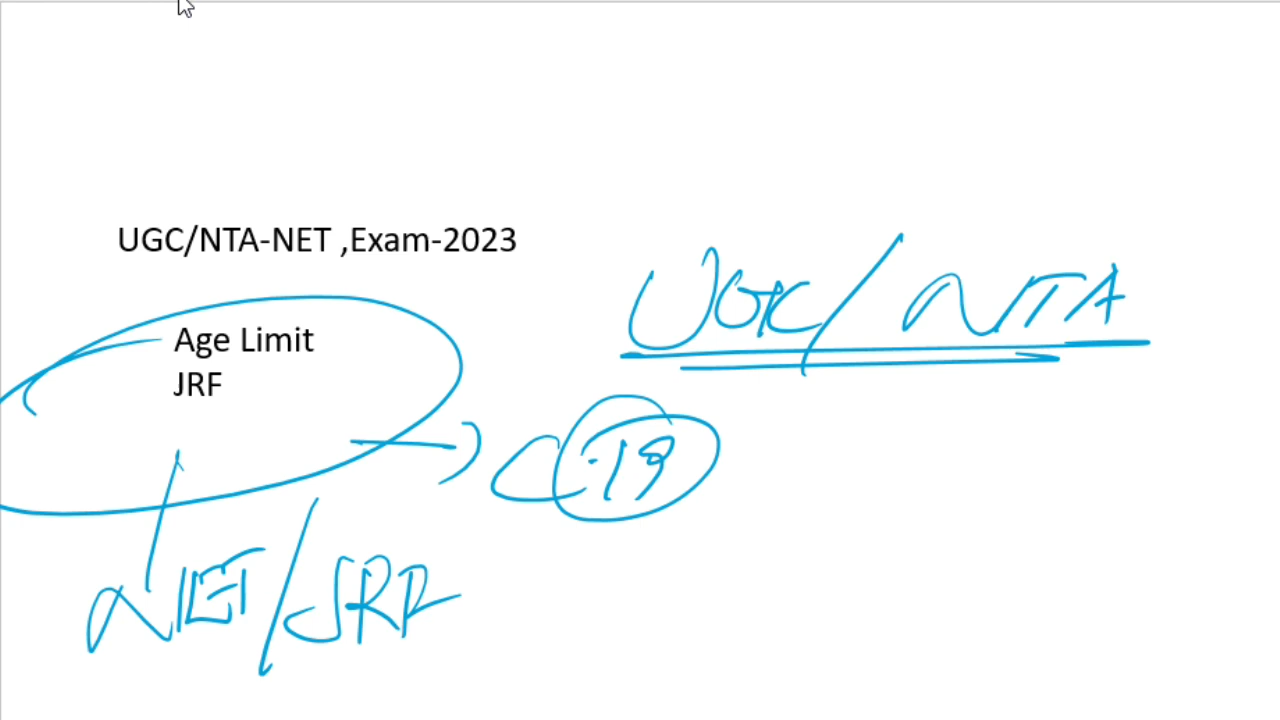 UGC/NTA-NET ,Exam-2023
UGC/NTA
Age Limit
JRF
C-19
NET/JRF